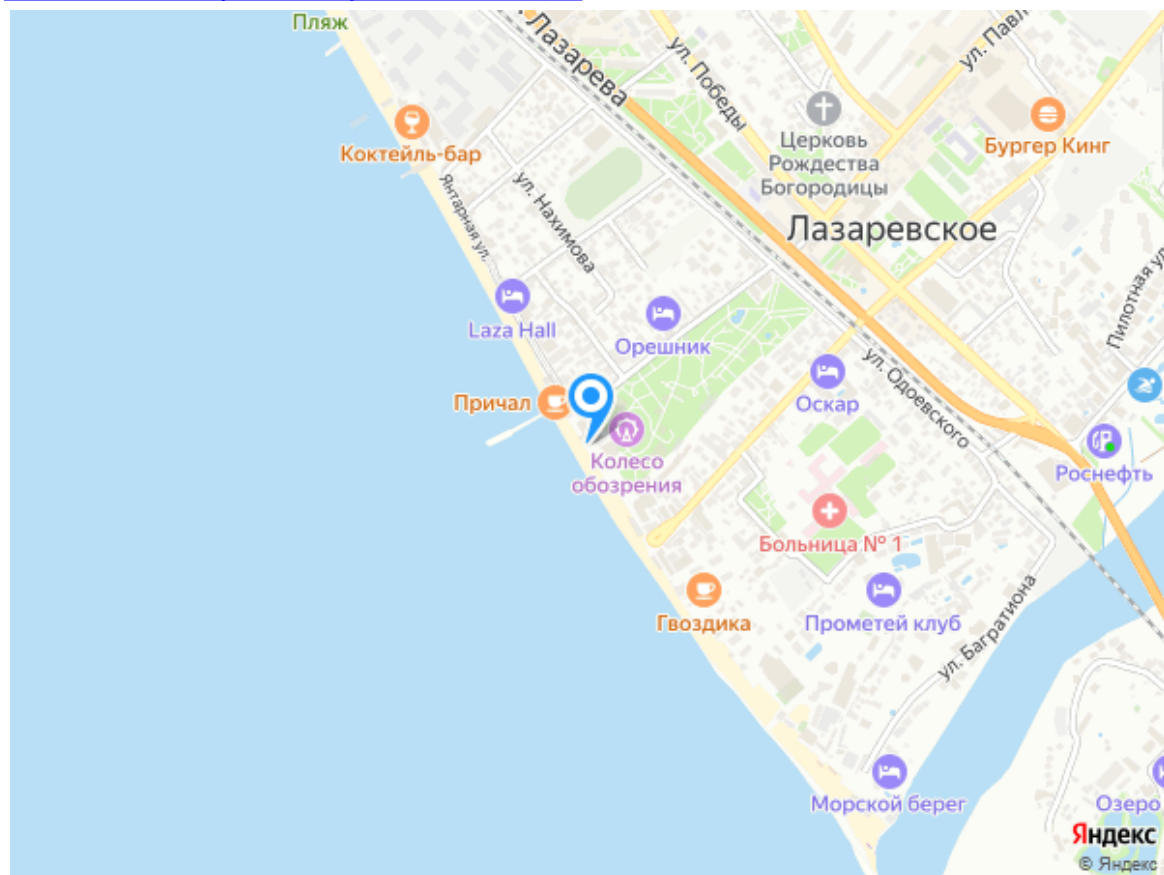 Пляж
Лазарева
ул. Победы
ул. Павл
Церковь
Рождества
Богородицы
Бургер Кинг
Коктейль-бар
Янтарная ул.
ул. Нахимова
Лазаревское
Пилотная ул
Laza Hall
Орешник
Оскар
ул. Одоевского
Причал
Колесо
обозрения
Роснефть
Больница № 1
Гвоздика
Прометей клуб
ул. Багратиона
Морской берег
Озеро
Яндекс
© Яндекс